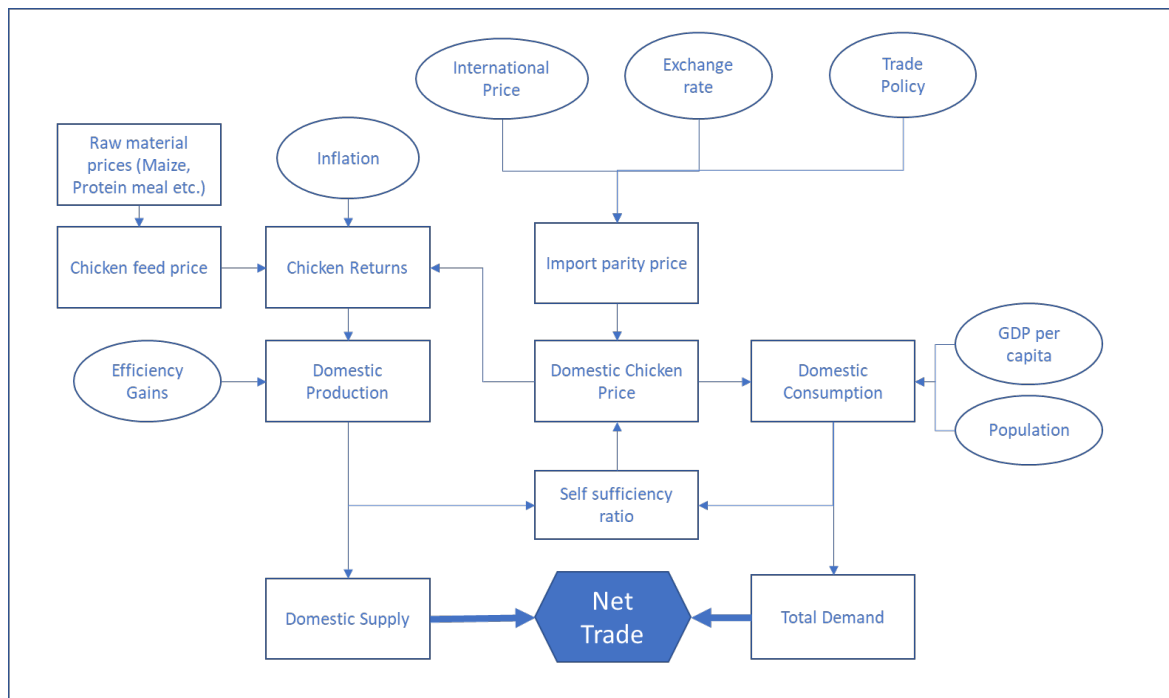 International
Price
Exchange
rate
Trade
Policy
Raw material
prices (Maize,
Protein meal etc.)
Inflation
Chicken feed price
Chicken Returns
Import parity price
Efficiency
Gains
Domestic
Production
Domestic Chicken
Price
Domestic
Consumption
GDP per
capita
Population
Self sufficiency
ratio
Domestic Supply
Net
Trade
Total Demand